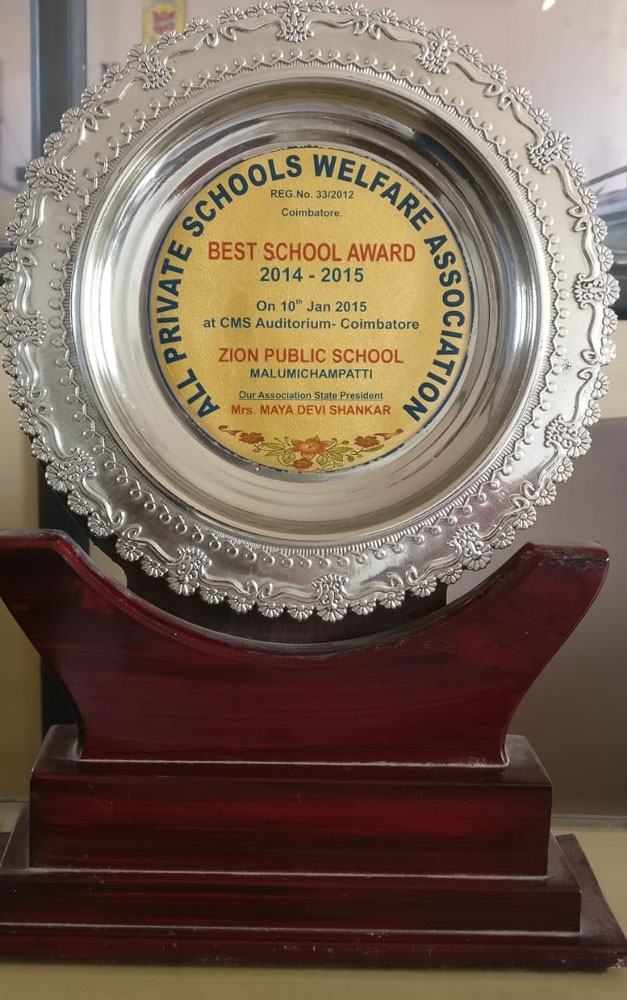 ALL PRIVATE SCHOOLS WELFARE ASSOCIATION
REG.No. 33/2012
Coimbatore.
BEST SCHOOL AWARD
2014 - 2015
On 10th Jan 2015
at CMS Auditorium- Coimbatore
ZION PUBLIC SCHOOL
MALUMICHAMPATTI
Our Association State President
Mrs. MAYA DEVI SHANKAR